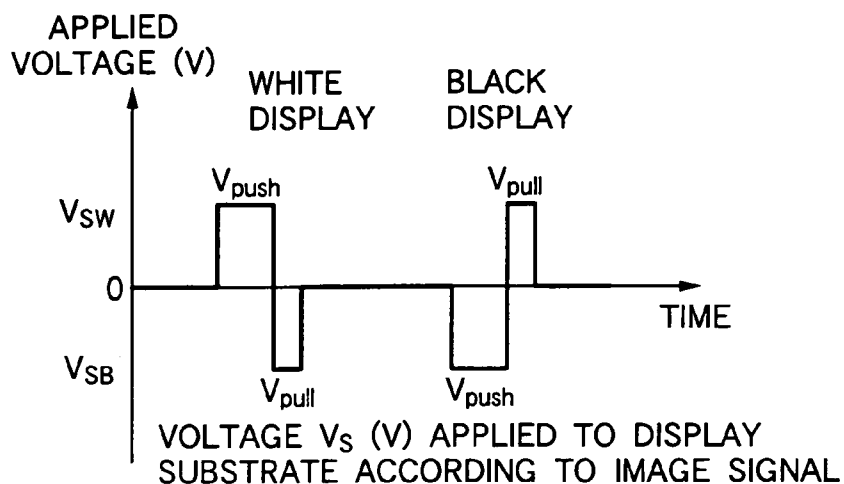 APPLIED
VOLTAGE (V)
WHITE
DISPLAY
BLACK
DISPLAY
Vpush
Vpull
VSW
0
TIME
VSB
Vpull
Vpush
VOLTAGE VS (V) APPLIED TO DISPLAY
SUBSTRATE ACCORDING TO IMAGE SIGNAL